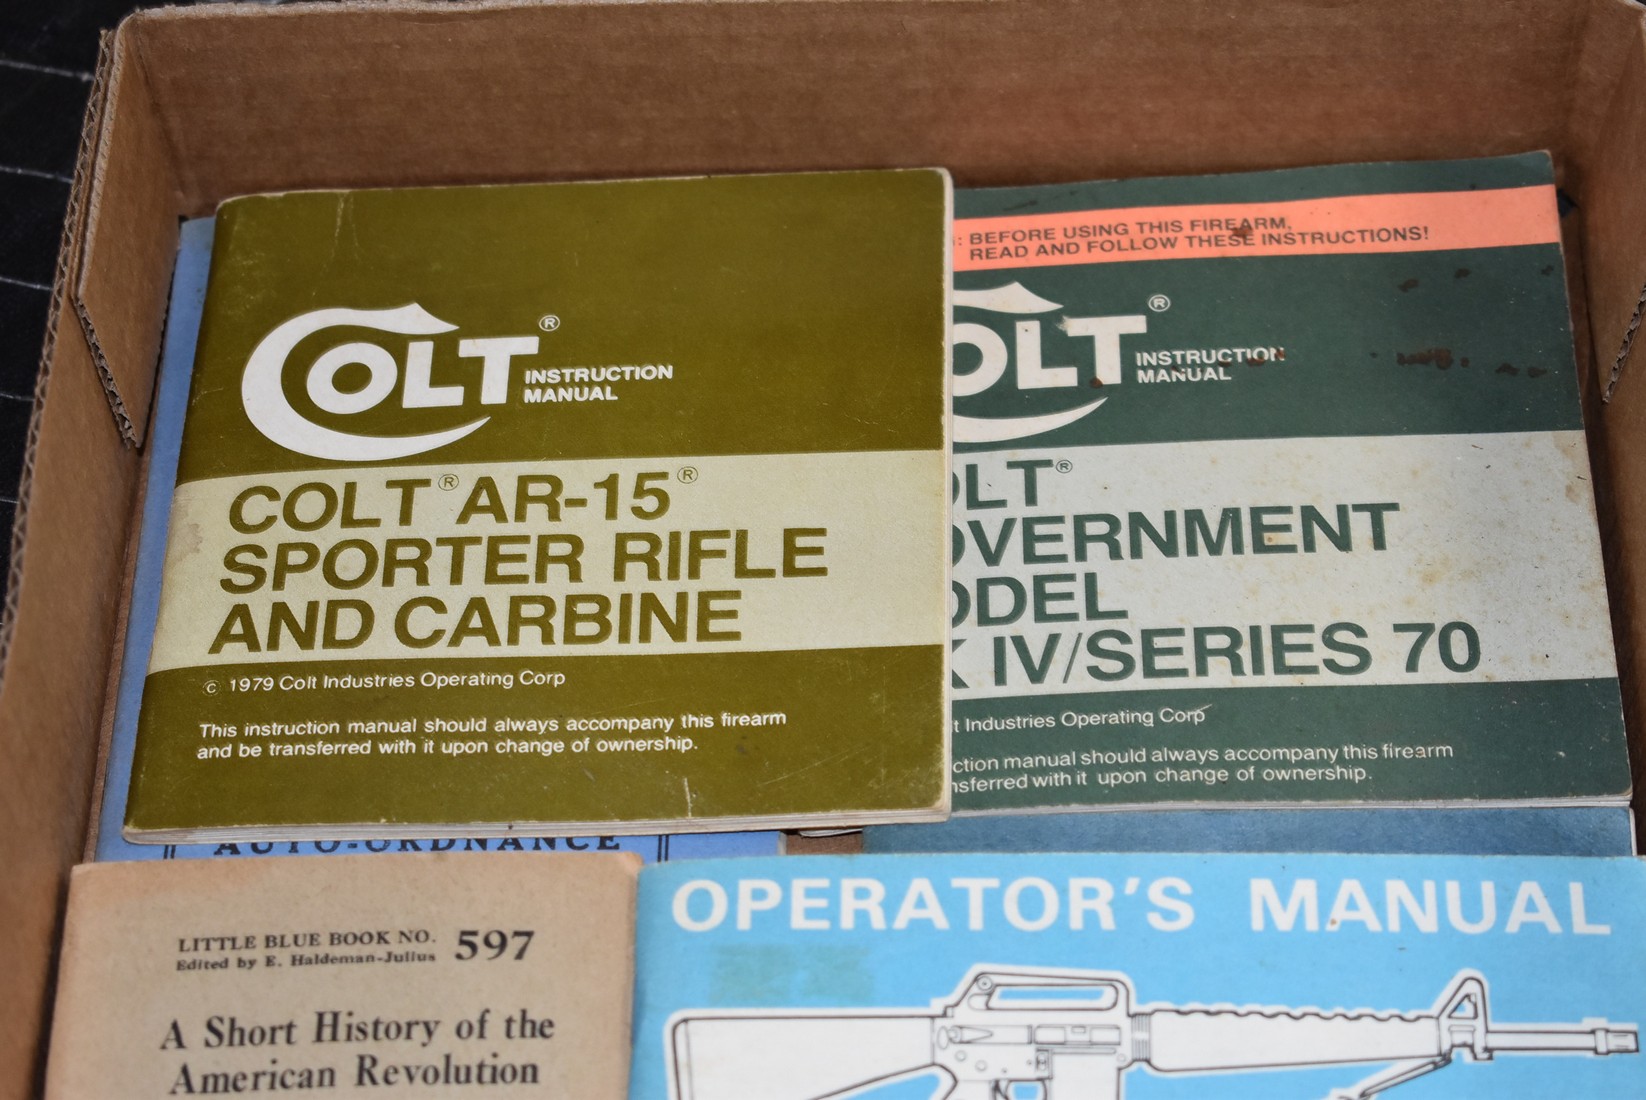 COLT®
INSTRUCTION
MANUAL
COLT® AR-15®
SPORTER RIFLE
AND CARBINE
© 1979 Colt Industries Operating Corp
This instruction manual should always accompany this firearm
and be transferred with it upon change of ownership.
: BEFORE USING THIS FIREARM,
READ AND FOLLOW THESE INSTRUCTIONS!
OLT®
INSTRUCTION
MANUAL
OLT®
OVERNMENT
ODEL
IV/SERIES 70
lt Industries Operating Corp
ction manual should always accompany this firearm
nsferred with it upon change of ownership.
AUTO-ORDNANCE
LITTLE BLUE BOOK NO. 597
Edited by E. Haldeman-Julius
A Short History of the
American Revolution
OPERATOR'S MANUAL